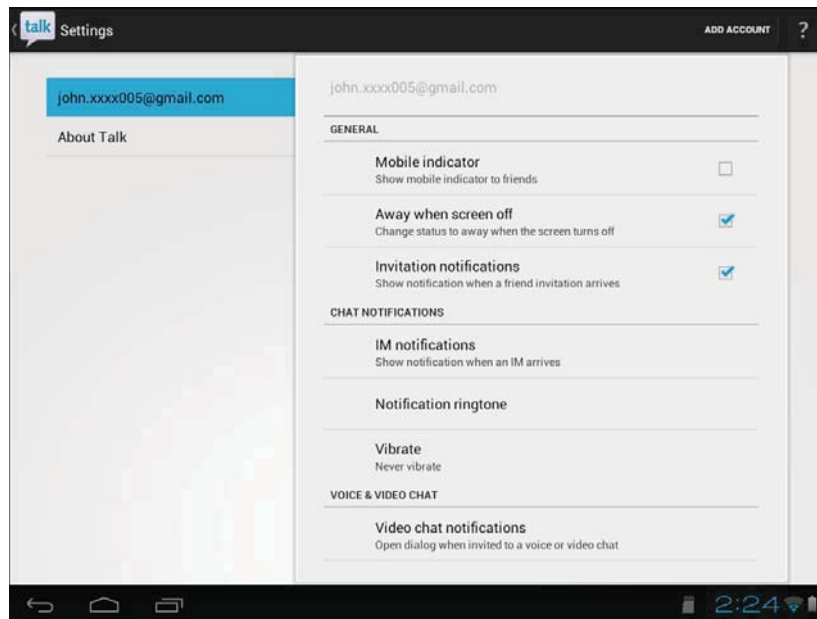 talk Settings ADD ACCOUNT ?
john.xxxx005@gmail.com
About Talk
john.xxxx005@gmail.com
GENERAL
Mobile indicator
Show mobile indicator to friends
Away when screen off
Change status to away when the screen turns off
Invitation notifications
Show notification when a friend invitation arrives
CHAT NOTIFICATIONS
IM notifications
Show notification when an IM arrives
Notification ringtone
Vibrate
Never vibrate
VOICE & VIDEO CHAT
Video chat notifications
Open dialog when invited to a voice or video chat
2:24